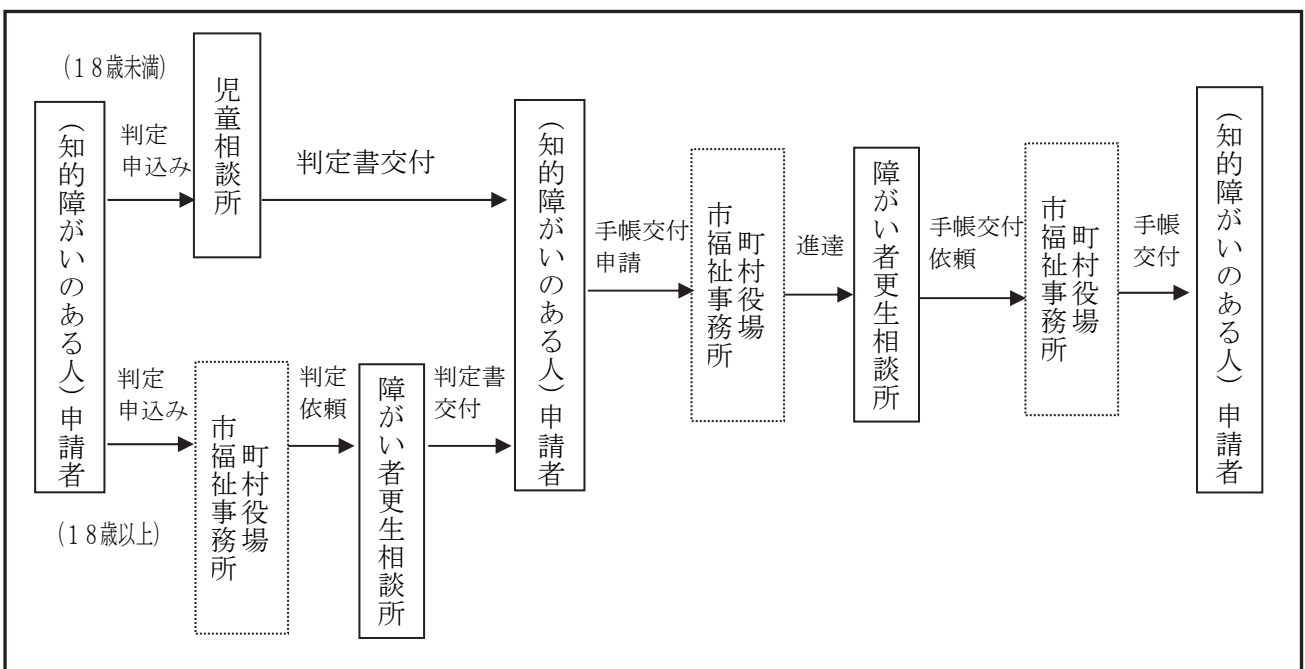 (18歳未満)
(知的障がいのある人)申請者
判定
申込み
児童相談所
判定書交付
判定
申込み
町村役場
市福祉事務所
判定
依頼
障がい者更生相談所
判定書
交付
(18歳以上)
(知的障がいのある人)申請者
手帳交付
申請
町村役場
市福祉事務所
進達
障がい者更生相談所
手帳交付
依頼
町村役場
市福祉事務所
手帳
交付
(知的障がいのある人)申請者